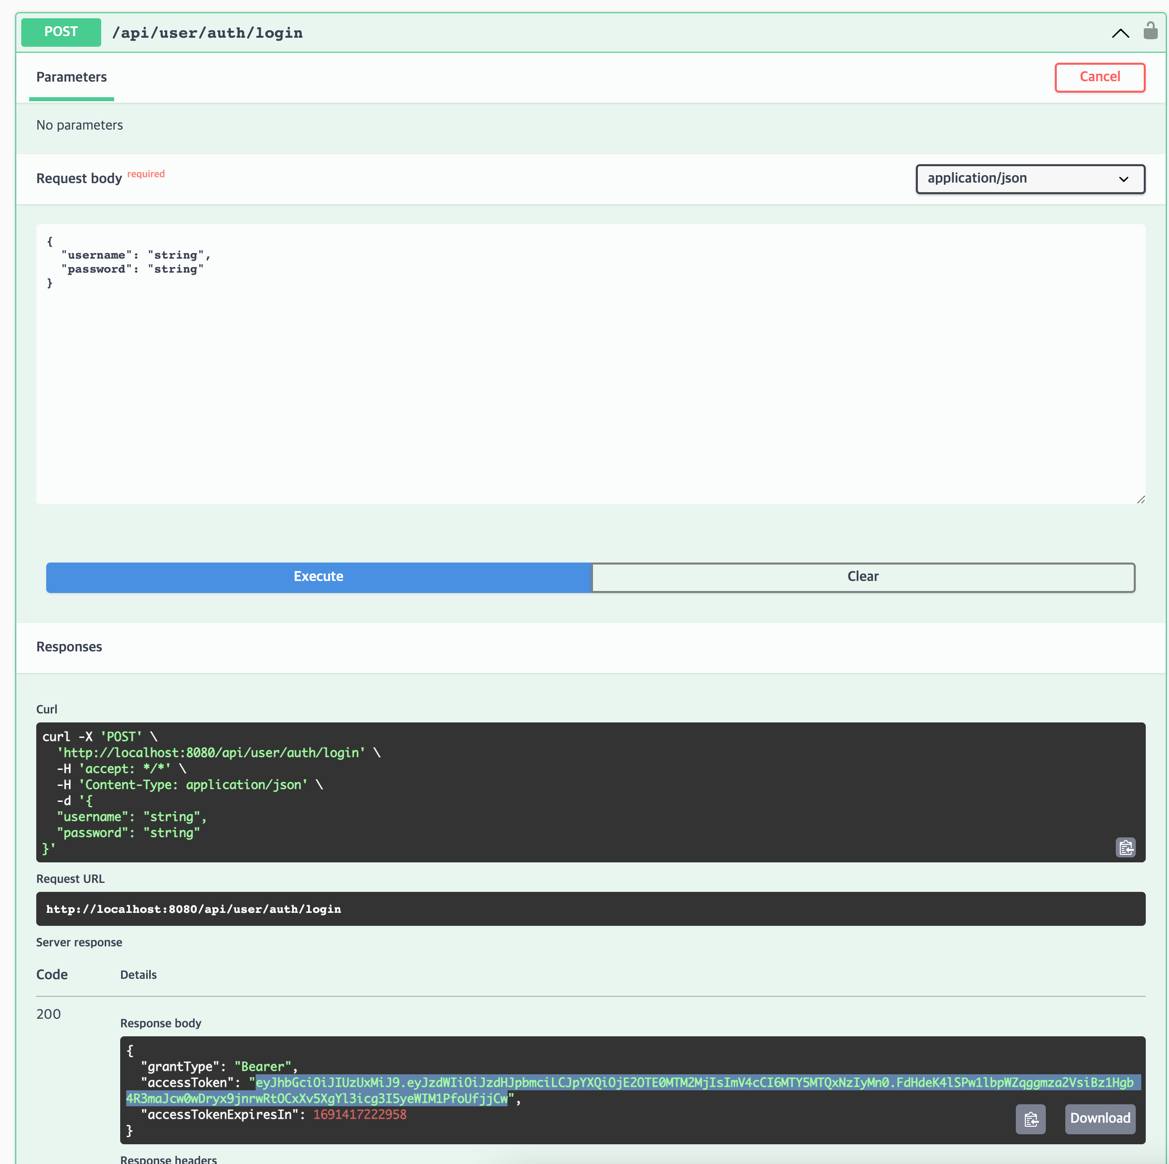 POST /api/user/auth/login
Parameters
Cancel
No parameters
Request body required
application/json
{
  "username": "string",
  "password": "string"
}
Execute
Clear
Responses
Curl
curl -X 'POST' \
  'http://localhost:8080/api/user/auth/login' \
  -H 'accept: */*' \
  -H 'Content-Type: application/json' \
  -d '{
  "username": "string",
  "password": "string"
}'
Request URL
http://localhost:8080/api/user/auth/login
Server response
Code Details
200
Response body
{
  "grantType": "Bearer",
  "accessToken": "eyJhbGciOiJIUzUxMiJ9.eyJzdWIiOiJzdHJpbmciLCJpYXQiOjE2OTE0MTM2MjIsImV4cCI6MTY5MTQxNzIyMn0.FdHdeK4lSPw1lbpWZqggmza2VsiBz1Hgb
4R3maJcw0wDryx9jnrwRtOCxXv5XgYl3icg3I5yeWIM1PfoUfjjCw",
  "accessTokenExpiresIn": 1691417222958
}
Download
Response headers